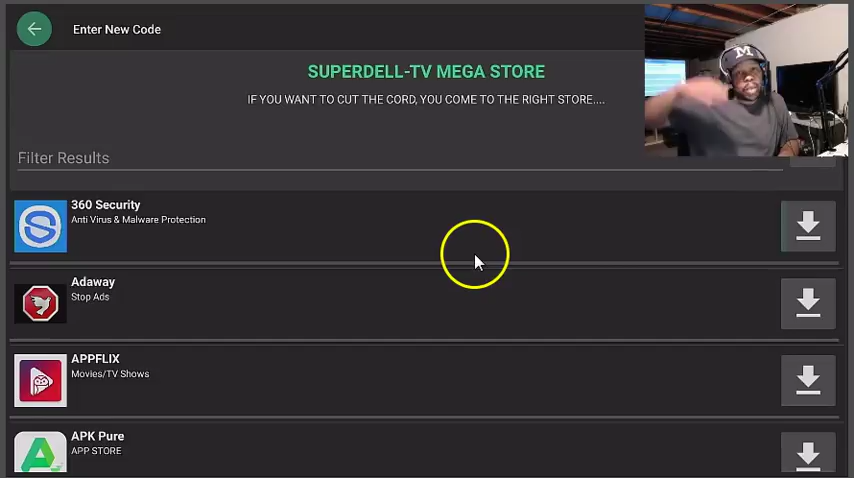 Enter New Code
SUPERDELL-TV MEGA STORE
IF YOU WANT TO CUT THE CORD, YOU COME TO THE RIGHT STORE....
Filter Results
360 Security
Anti Virus & Malware Protection
Adaway
Stop Ads
APPFLIX
Movies/TV Shows
APK Pure
APP STORE
M